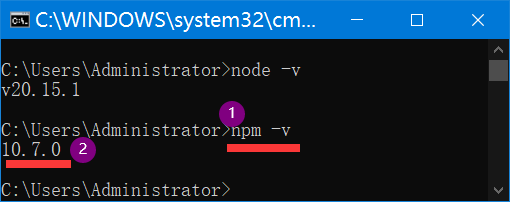 C:\WINDOWS\system32\cm...
C:\Users\Administrator>node -v
v20.15.1
1
C:\Users\Administrator>npm -v
10.7.0 2
C:\Users\Administrator>